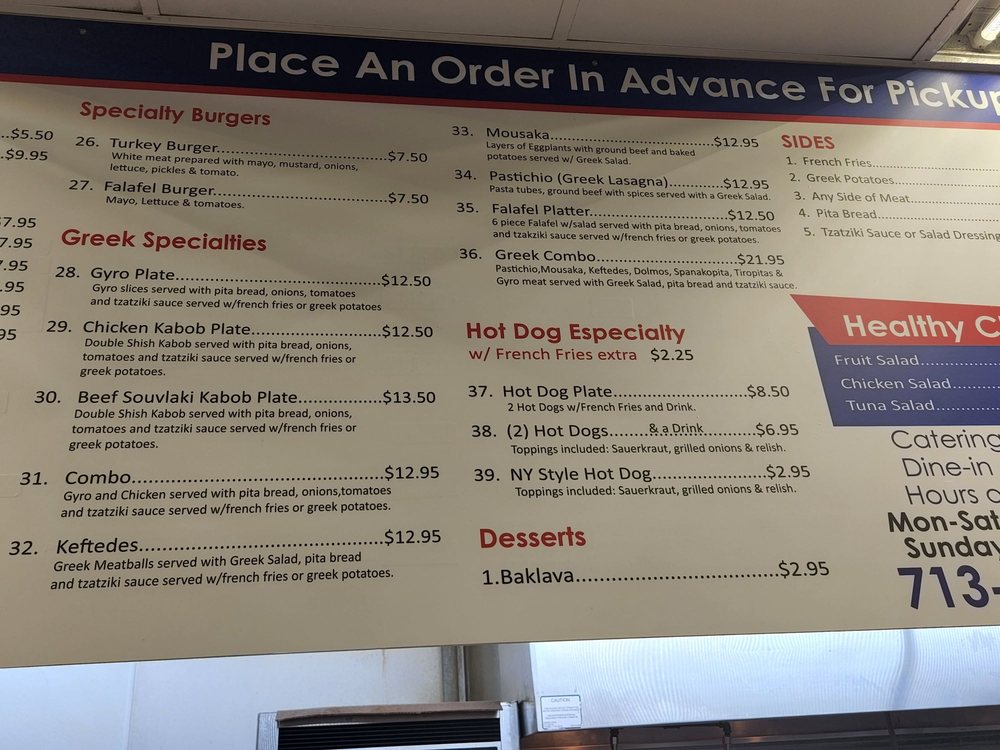 Place An Order In Advance For Pickup
...$5.50
...$9.95
7.95
7.95
.95
.95
95
95
Specialty Burgers
26. Turkey Burger...............................$7.50
White meat prepared with mayo, mustard, onions,
lettuce, pickles & tomato.
27. Falafel Burger...............................$7.50
Mayo, Lettuce & tomatoes.
Greek Specialties
28. Gyro Plate.....................................$12.50
Gyro slices served with pita bread, onions, tomatoes
and tzatziki sauce served w/french fries or greek potatoes
29. Chicken Kabob Plate.......................$12.50
Double Shish Kabob served with pita bread, onions,
tomatoes and tzatziki sauce served w/french fries or
greek potatoes.
30. Beef Souvlaki Kabob Plate..............$13.50
Double Shish Kabob served with pita bread, onions,
tomatoes and tzatziki sauce served w/french fries or
greek potatoes.
31. Combo..........................................$12.95
Gyro and Chicken served with pita bread, onions,tomatoes
and tzatziki sauce served w/french fries or greek potatoes.
32. Keftedes........................................$12.95
Greek Meatballs served with Greek Salad, pita bread
and tzatziki sauce served w/french fries or greek potatoes.
33. Mousaka...............................$12.95
Layers of Eggplants with ground beef and baked
potatoes served w/ Greek Salad.
34. Pastichio (Greek Lasagna)...........$12.95
Pasta tubes, ground beef with spices served with a Greek Salad.
35. Falafel Platter...........................$12.50
6 piece Falafel w/salad served with pita bread, onions, tomatoes
and tzakziki sauce served w/french fries or greek potatoes.
36. Greek Combo...........................$21.95
Pastichio,Mousaka, Keftedes, Dolmos, Spanakopita, Tiropitas &
Gyro meat served with Greek Salad, pita bread and tzatziki sauce.
Hot Dog Especialty
w/ French Fries extra $2.25
37. Hot Dog Plate...........................$8.50
2 Hot Dogs w/French Fries and Drink.
38. (2) Hot Dogs.......& a Drink.........$6.95
Toppings included: Sauerkraut, grilled onions & relish.
39. NY Style Hot Dog.....................$2.95
Toppings included: Sauerkraut, grilled onions & relish.
Desserts
1.Baklava.................................$2.95
SIDES
1. French Fries...................
2. Greek Potatoes...............
3. Any Side of Meat............
4. Pita Bread.....................
5. Tzatziki Sauce or Salad Dressing
Healthy C
Fruit Salad...............
Chicken Salad.........
Tuna Salad.............
Catering
Dine-in
Hours o
Mon-Sat
Sunday
713-
CAUTION